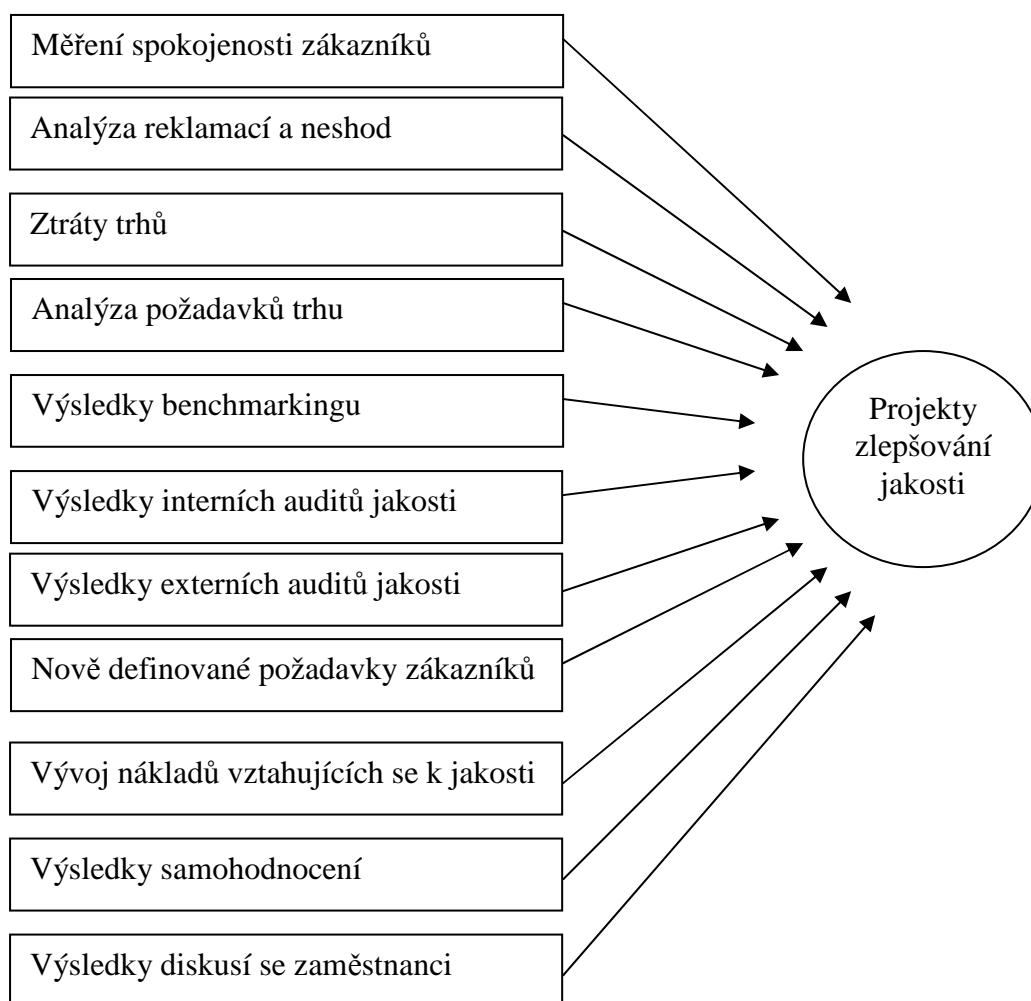 Měření spokojenosti zákazníků
Analýza reklamací a neshod
Ztráty trhů
Analýza požadavků trhu
Výsledky benchmarkingu
Výsledky interních auditů jakosti
Výsledky externích auditů jakosti
Nově definované požadavky zákazníků
Vývoj nákladů vztahujících se k jakosti
Výsledky samohodnocení
Výsledky diskusí se zaměstnanci
Projekty
zlepšování
jakosti